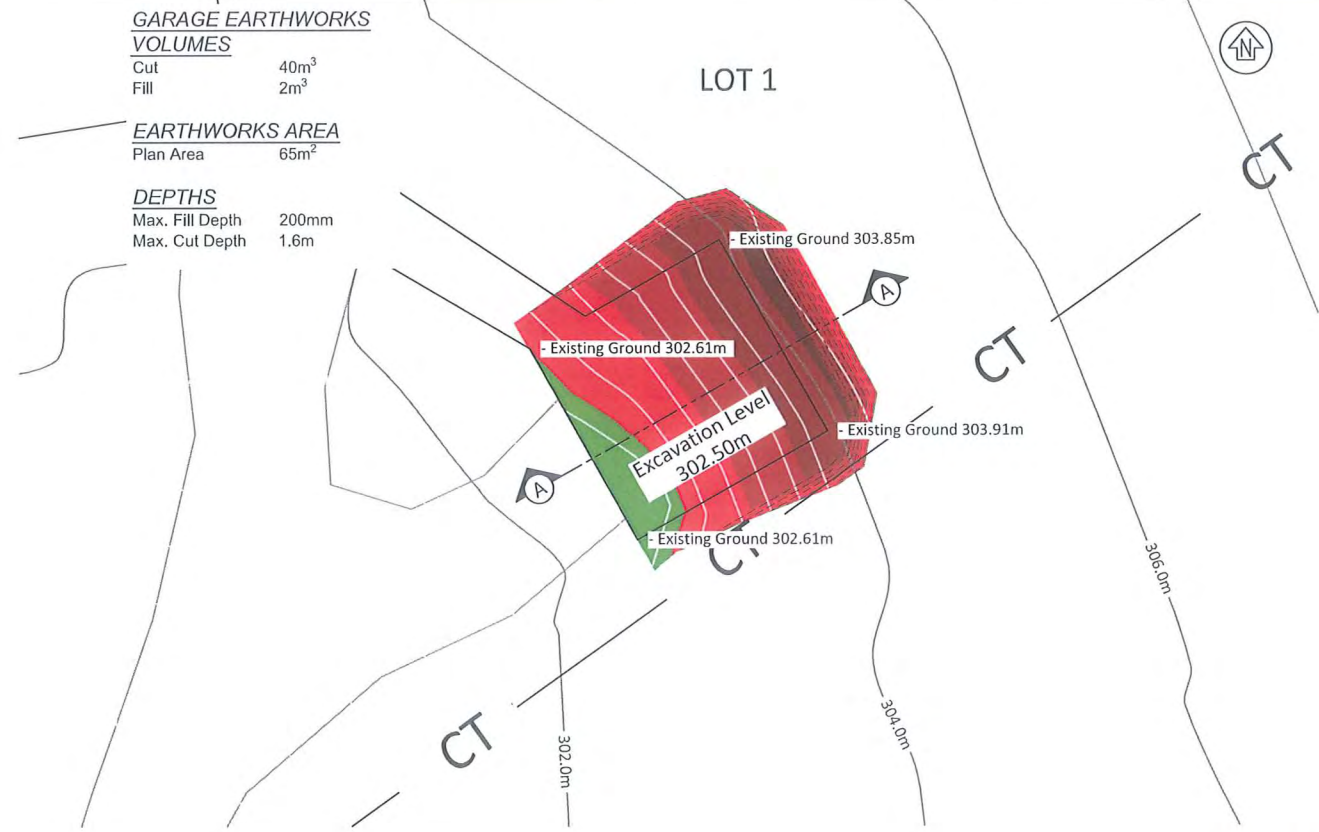 GARAGE EARTHWORKS
VOLUMES
Cut 40m³
Fill 2m³
EARTHWORKS AREA
Plan Area 65m²
DEPTHS
Max. Fill Depth 200mm
Max. Cut Depth 1.6m
LOT 1
N
CT
- Existing Ground 303.85m
A
CT
- Existing Ground 302.61m
Excavation Level
302.50m
- Existing Ground 303.91m
A
- Existing Ground 302.61m
CT
306.0m
304.0m
CT
302.0m